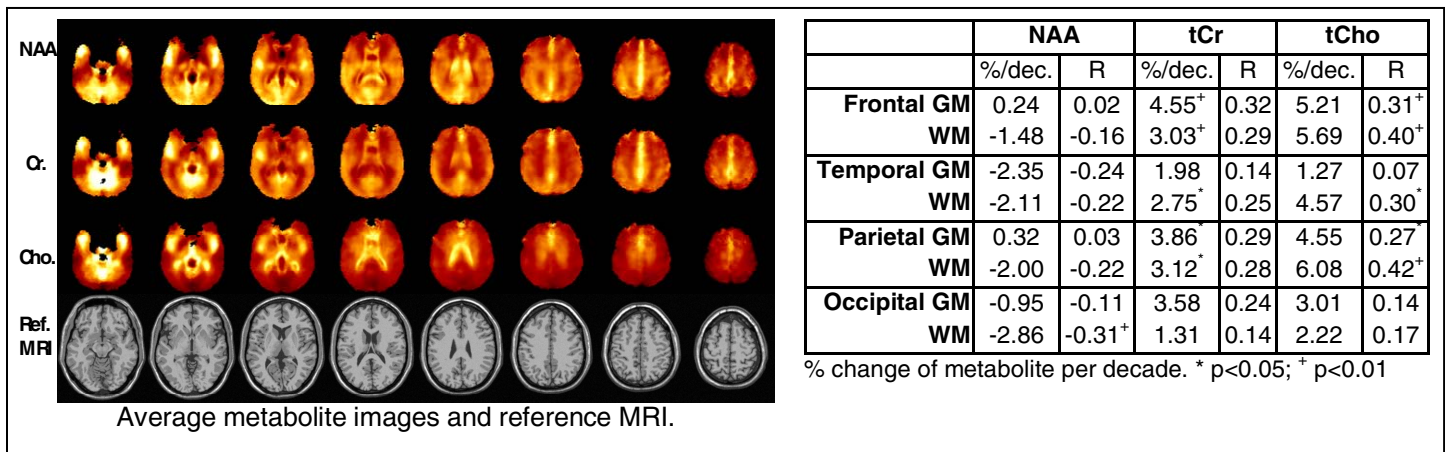 NAA
Cr.
Cho.
Ref.
MRI
Average metabolite images and reference MRI.
NAA tCr tCho
%/dec. R %/dec. R %/dec. R
Frontal GM 0.24 0.02 4.55+ 0.32 5.21 0.31+
WM -1.48 -0.16 3.03+ 0.29 5.69 0.40+
Temporal GM -2.35 -0.24 1.98 0.14 1.27 0.07
WM -2.11 -0.22 2.75* 0.25 4.57 0.30*
Parietal GM 0.32 0.03 3.86* 0.29 4.55 0.27*
WM -2.00 -0.22 3.12* 0.28 6.08 0.42+
Occipital GM -0.95 -0.11 3.58 0.24 3.01 0.14
WM -2.86 -0.31+ 1.31 0.14 2.22 0.17
% change of metabolite per decade. * p<0.05; + p<0.01